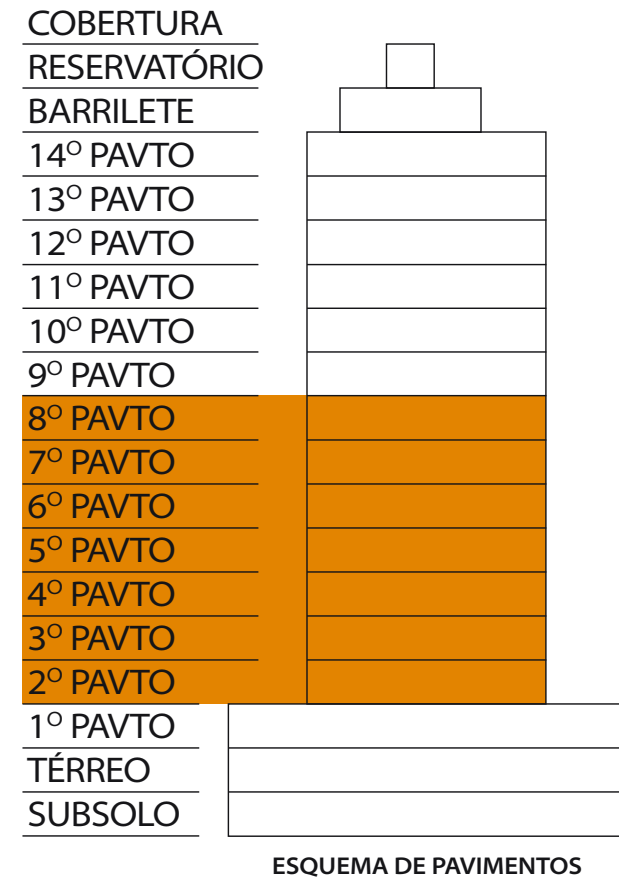 COBERTURA
RESERVATÓRIO
BARRILETE
14º PAVTO
13º PAVTO
12º PAVTO
11º PAVTO
10º PAVTO
9º PAVTO
8º PAVTO
7º PAVTO
6º PAVTO
5º PAVTO
4º PAVTO
3º PAVTO
2º PAVTO
1º PAVTO
TÉRREO
SUBSOLO
ESQUEMA DE PAVIMENTOS